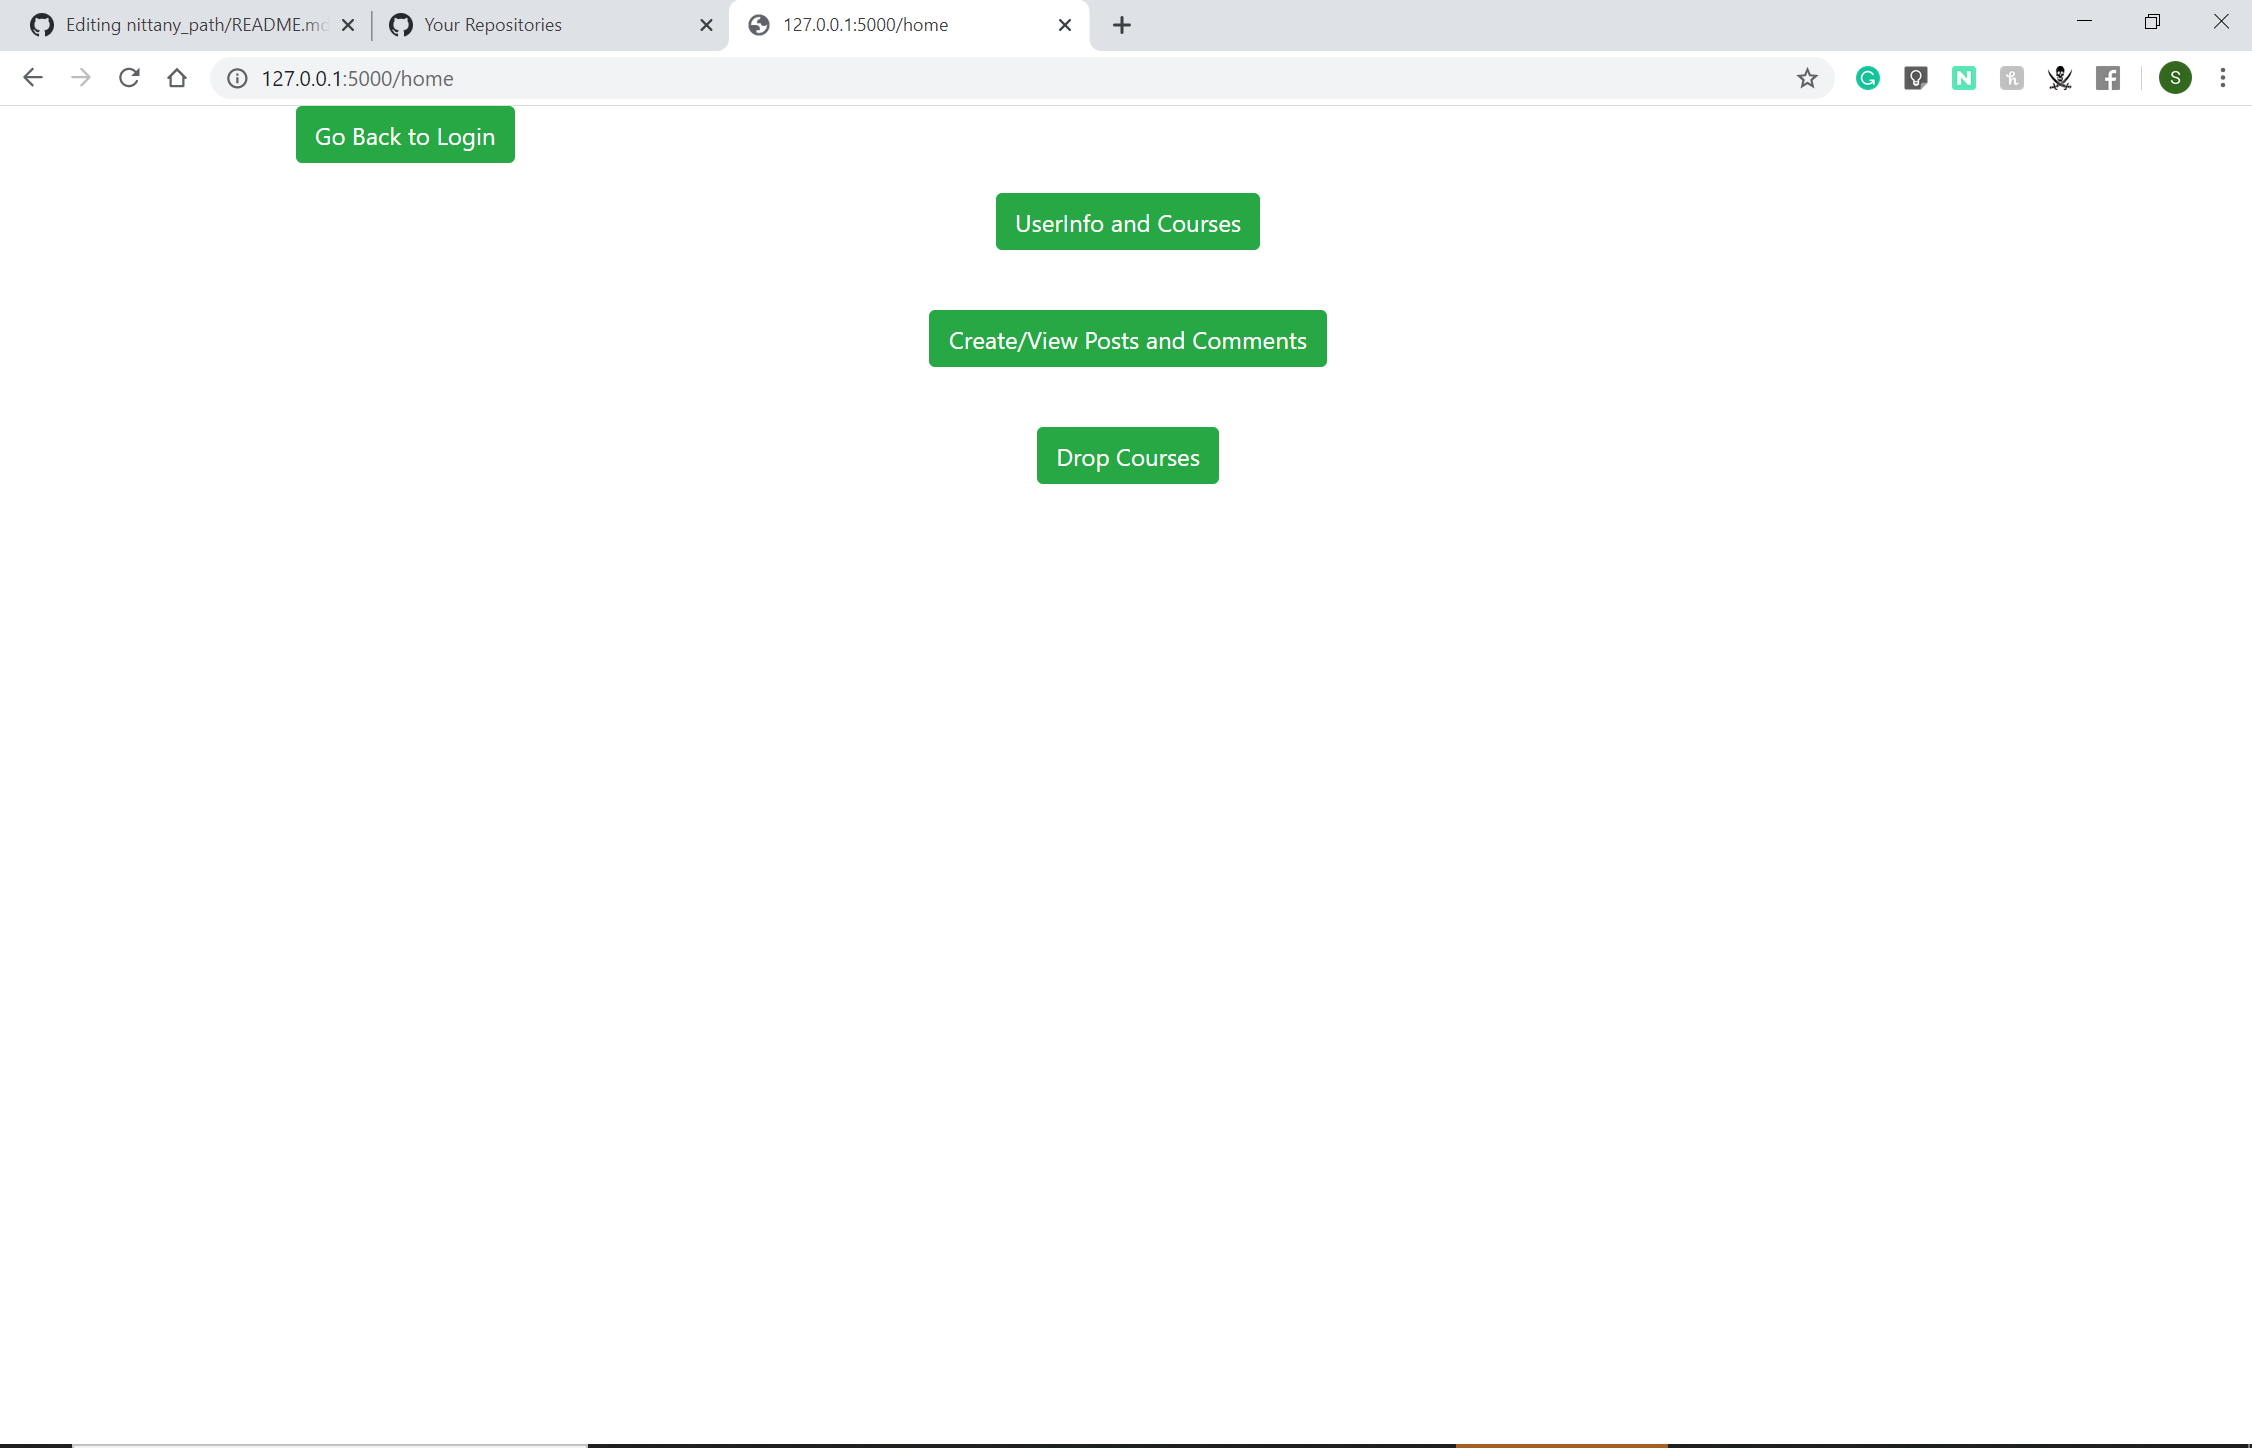 Editing nittany_path/README.md
Your Repositories
127.0.0.1:5000/home
127.0.0.1:5000/home
S
Go Back to Login
UserInfo and Courses
Create/View Posts and Comments
Drop Courses